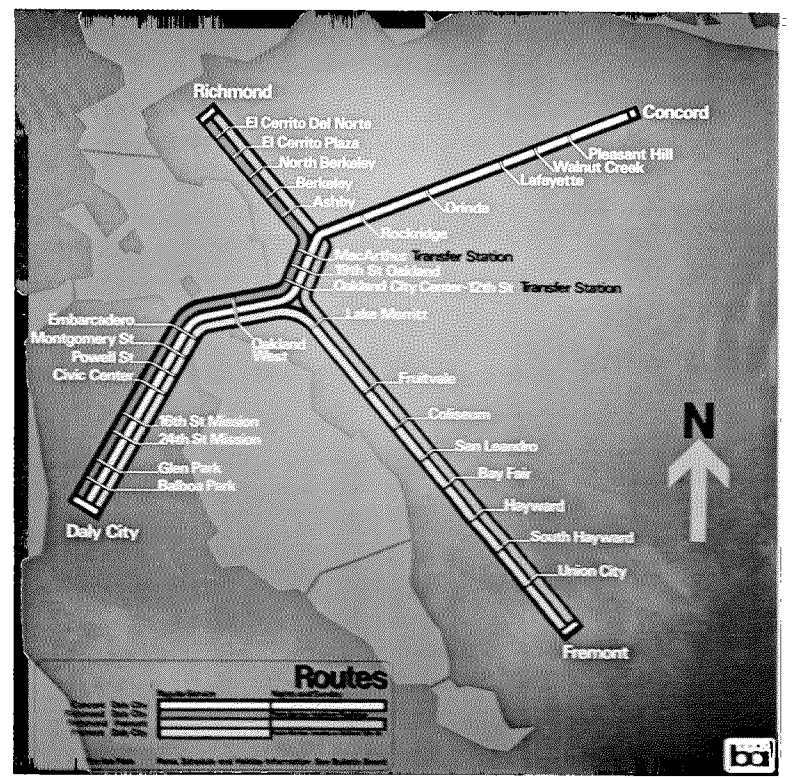 Richmond
Concord
El Cerrito Del Norte
El Cerrito Plaza
North Berkeley
Berkeley
Ashby
Pleasant Hill
Walnut Creek
Lafayette
Orinda
Rockridge
MacArthur Transfer Station
19th St Oakland
Oakland City Center-12th St Transfer Station
Lake Merritt
Embarcadero
Montgomery St
Powell St
Civic Center
Oakland
West
16th St Mission
24th St Mission
Glen Park
Balboa Park
Daly City
Fruitvale
Coliseum
San Leandro
Bay Fair
Hayward
South Hayward
Union City
Fremont
N
Routes
ba